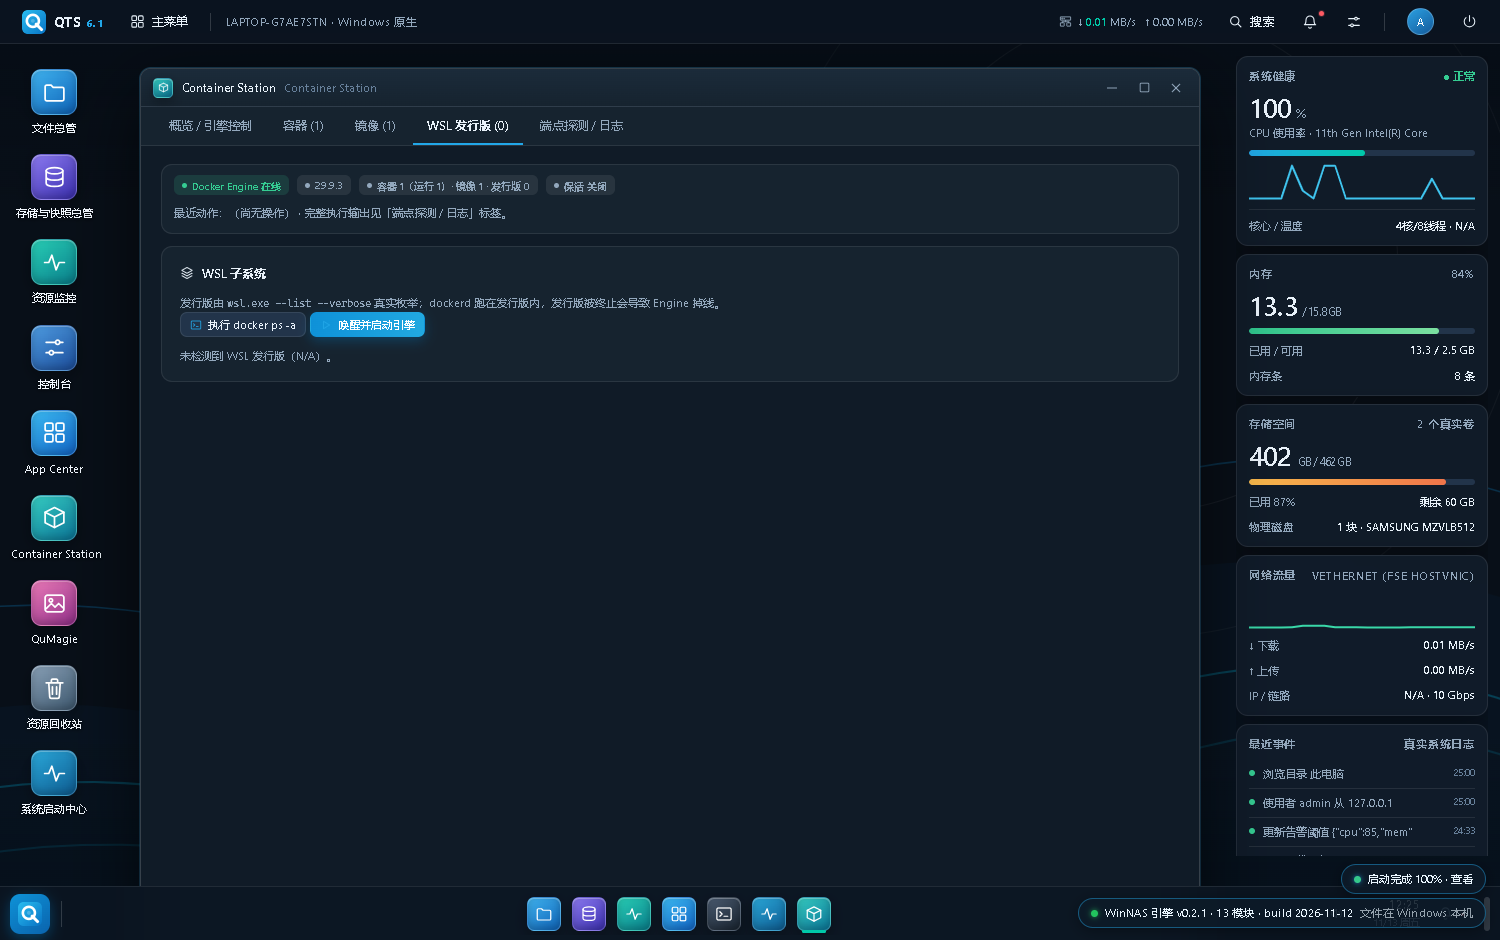 QTS 6.1 主菜单 LAPTOP-G7AE7STN · Windows 原生 ↓ 0.01 MB/s ↑ 0.00 MB/s 搜索 A
文件总管
存储与快照总管
资源监控
控制台
App Center
Container Station
QuMagie
资源回收站
系统启动中心
Container Station Container Station
概览 / 引擎控制 容器 (1) 镜像 (1) WSL 发行版 (0) 端点探测 / 日志
Docker Engine 在线 29.9.3 容器 1（运行 1） · 镜像 1 · 发行版 0 保活 关闭
最近动作： （尚无操作） · 完整执行输出见「端点探测 / 日志」标签。
WSL 子系统
发行版由 wsl.exe --list --verbose 真实枚举；dockerd 跑在发行版内，发行版被终止会导致 Engine 掉线。
执行 docker ps -a 唤醒并启动引擎
未检测到 WSL 发行版（N/A）。
系统健康 正常
100 %
CPU 使用率 · 11th Gen Intel(R) Core
核心 / 温度 4核/8线程 · N/A
内存 84%
13.3 / 15.8GB
已用 / 可用 13.3 / 2.5 GB
内存条 8 条
存储空间 2 个真实卷
402 GB / 462GB
已用 87% 剩余 60 GB
物理磁盘 1 块 · SAMSUNG MZVLB512
网络流量 VETHERNET (FSE HOSTVNIC)
↓ 下载 0.01 MB/s
↑ 上传 0.00 MB/s
IP / 链路 N/A · 10 Gbps
最近事件 真实系统日志
浏览目录 此电脑 25:00
使用者 admin 从 127.0.0.1 25:00
更新告警阈值 {"cpu":85,"mem" 24:33
启动完成 100% · 查看
WinNAS 引擎 v0.2.1 · 13 模块 · build 2026-11-12 文件在 Windows 本机